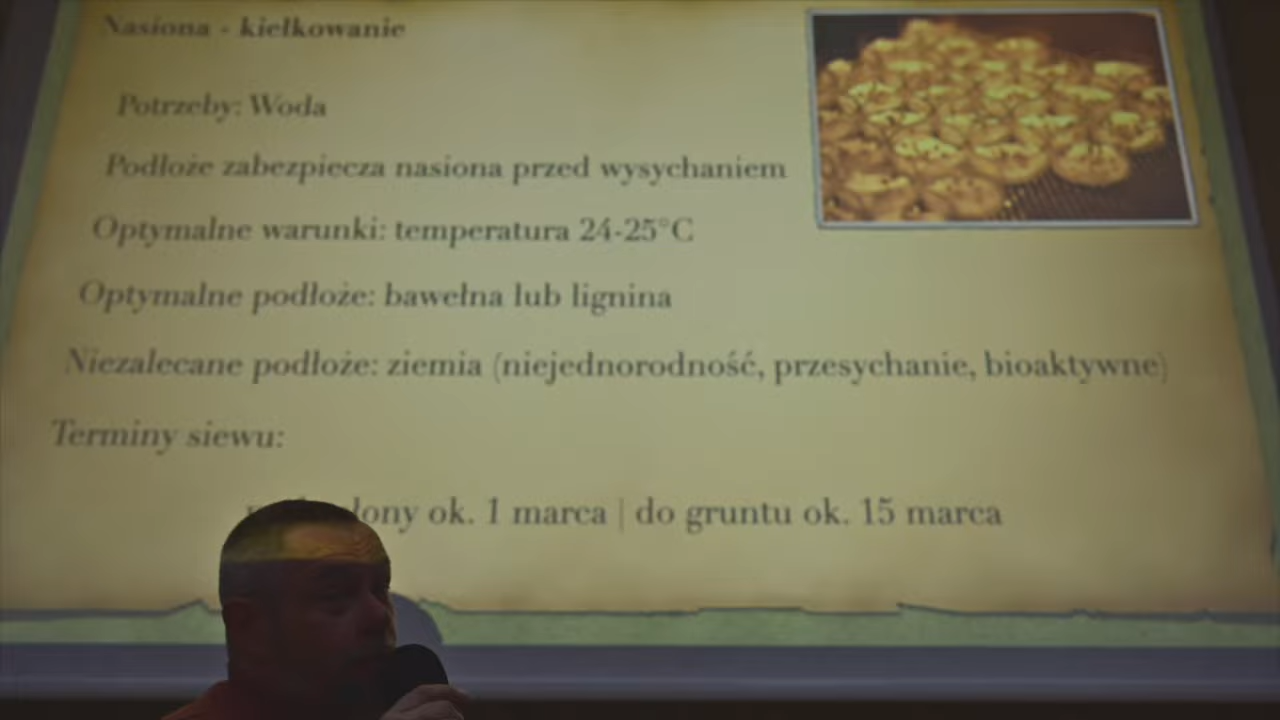 Nasiona - kiełkowanie
Potrzeby: Woda
Podłoże zabezpiecza nasiona przed wysychaniem
Optymalne warunki: temperatura 24-25°C
Optymalne podłoże: bawełna lub lignina
Niezalecane podłoże: ziemia (niejednorodność, przesychanie, bioaktywne)
Terminy siewu:
ok. 1 marca | do gruntu ok. 15 marca